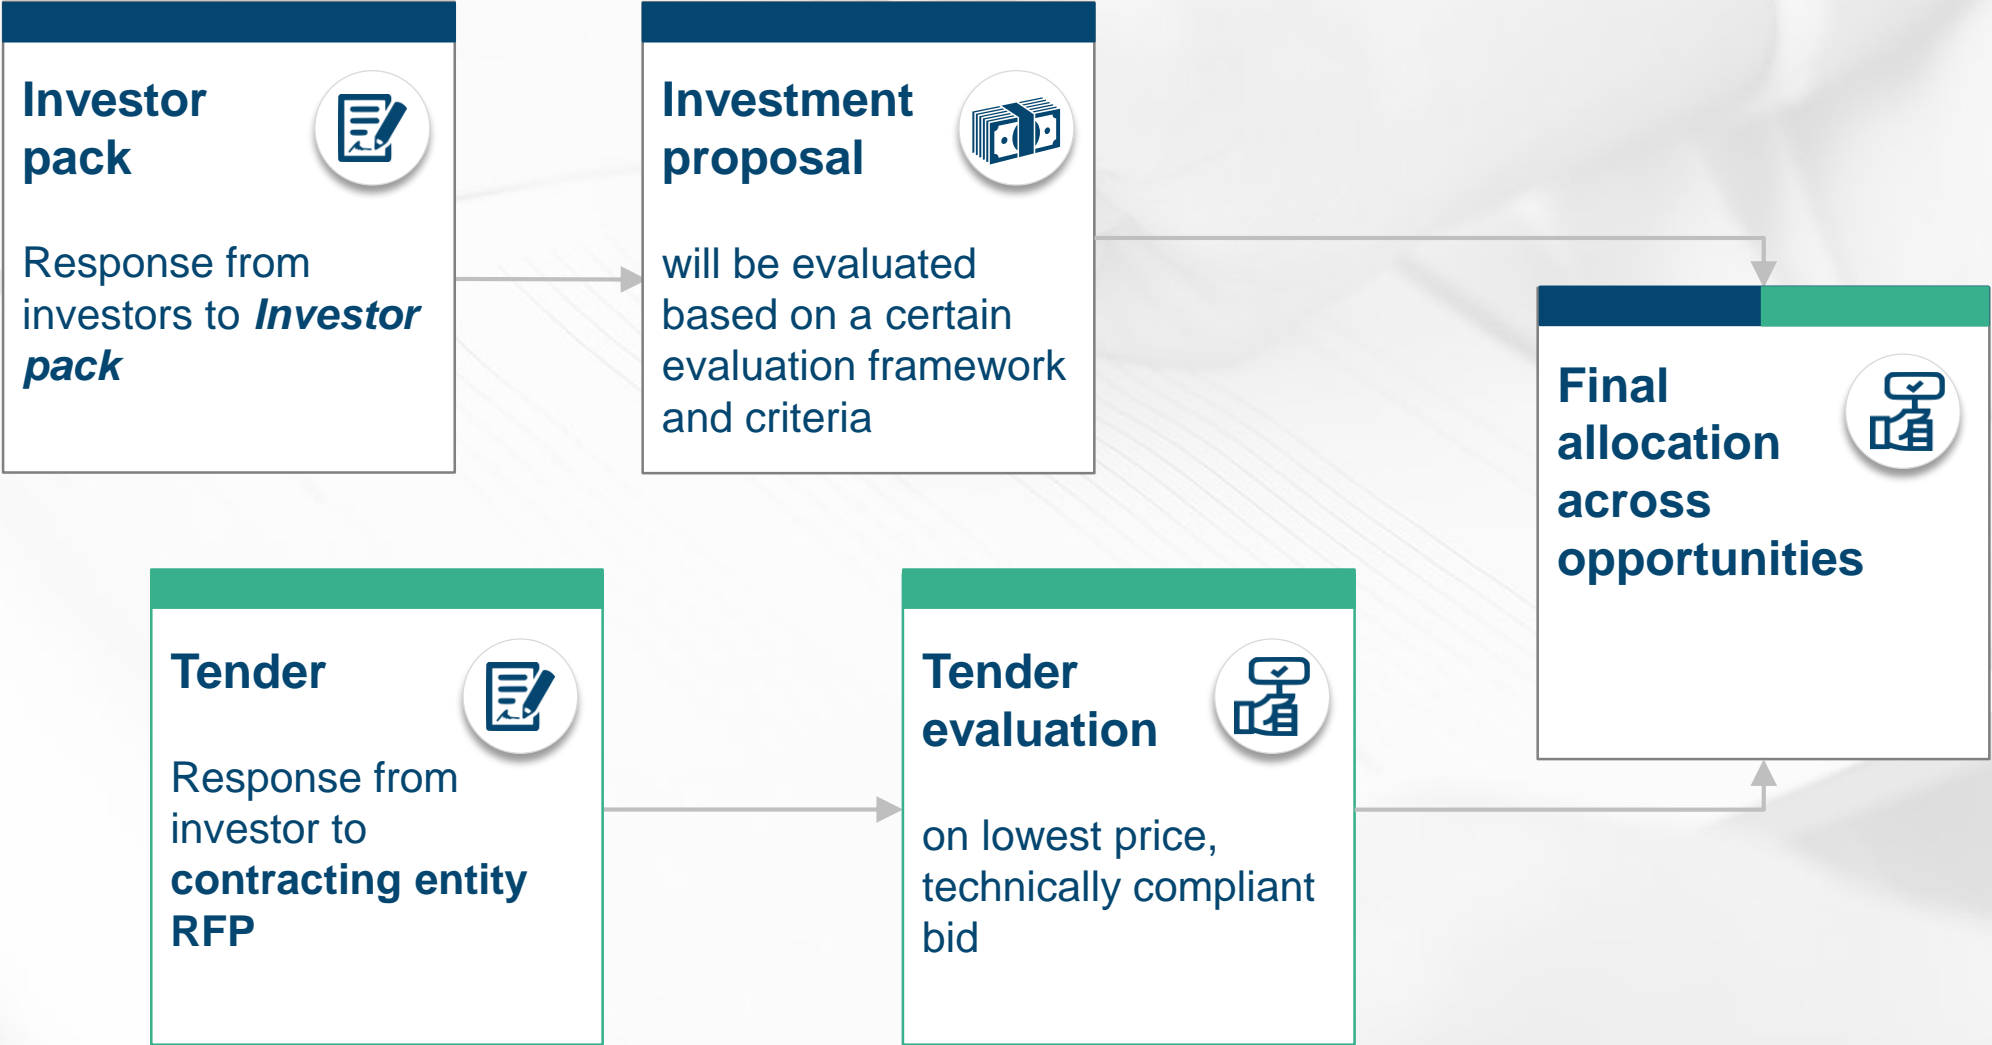 Investor
pack
Response from
investors to Investor
pack
Investment
proposal
will be evaluated
based on a certain
evaluation framework
and criteria
Final
allocation
across
opportunities
Tender
Response from
investor to
contracting entity
RFP
Tender
evaluation
on lowest price,
technically compliant
bid